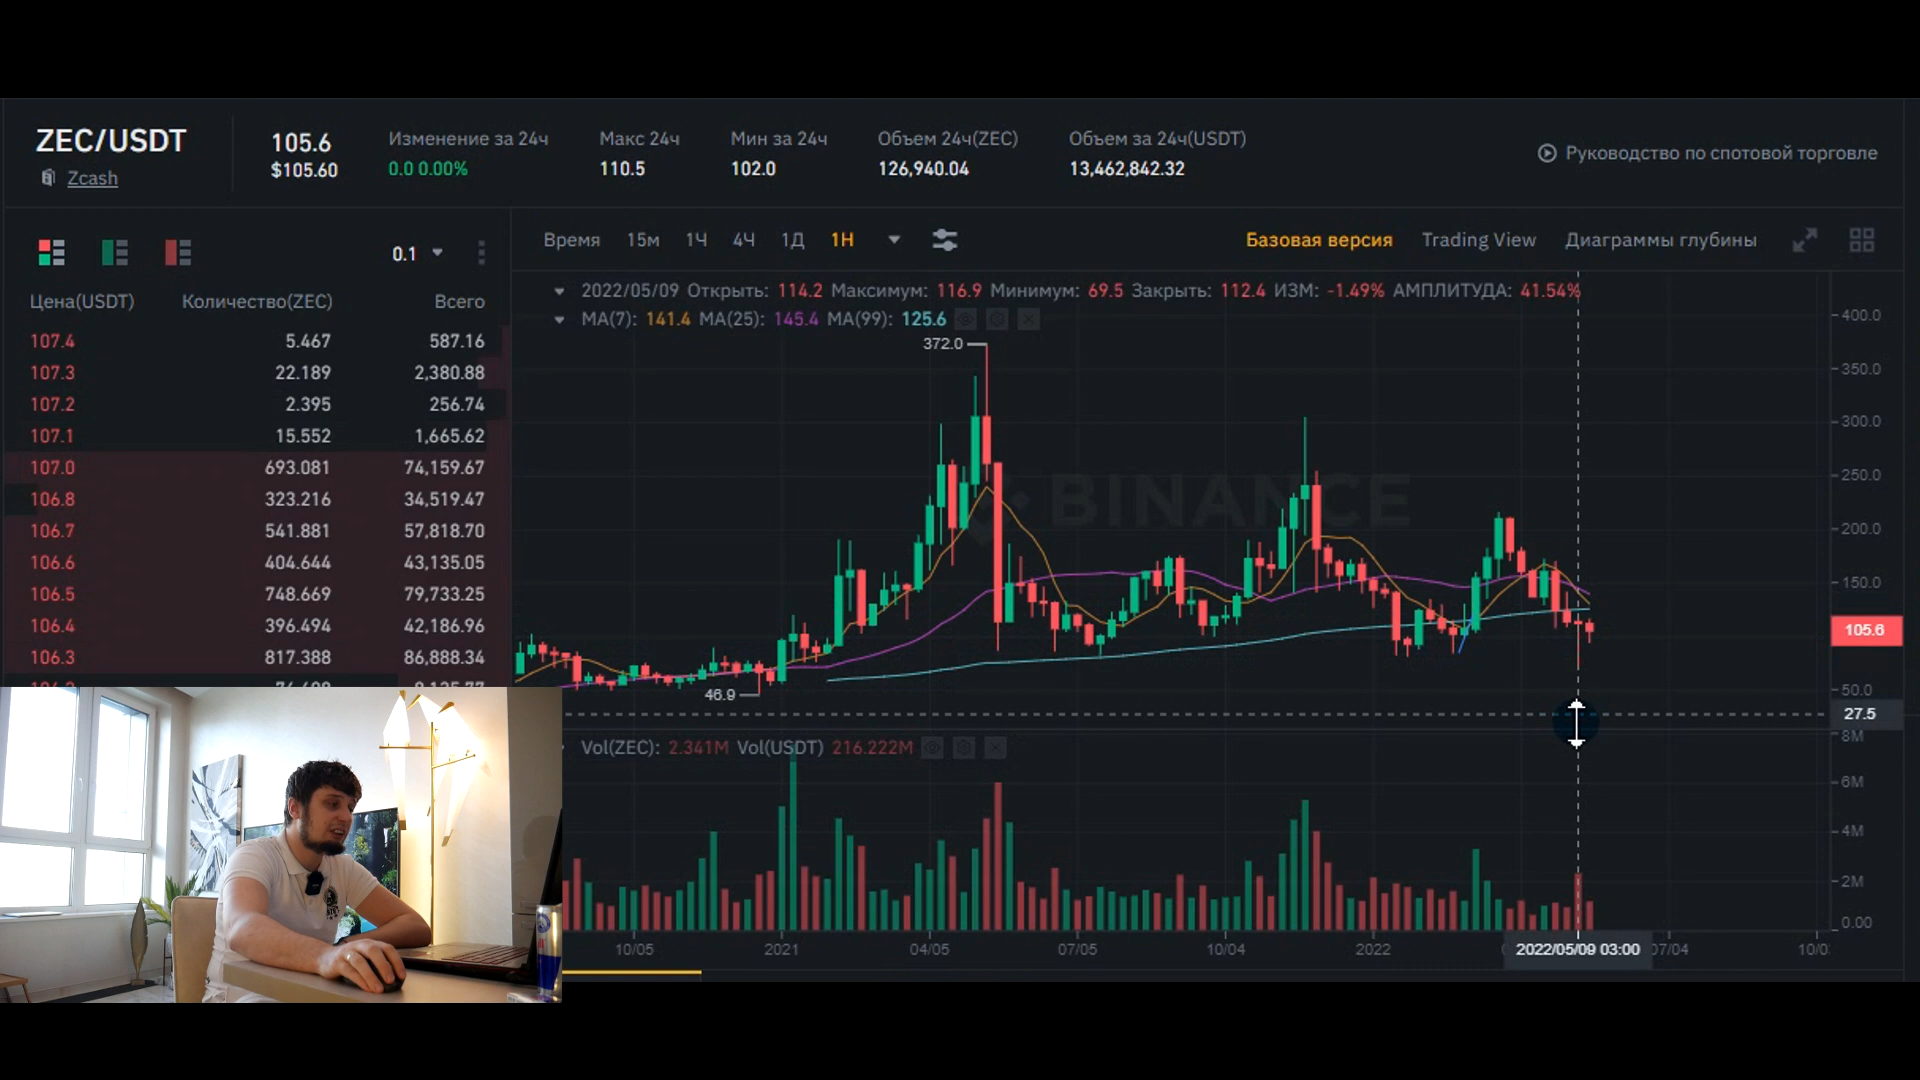 ZEC/USDT
Zcash
105.6
$105.60
Изменение за 24ч
0.0 0.00%
Макс 24ч
110.5
Мин за 24ч
102.0
Объем 24ч(ZEC)
126,940.04
Объем за 24ч(USDT)
13,462,842.32
Руководство по спотовой торговле
0.1
Цена(USDT) Количество(ZEC) Всего
107.4 5.467 587.16
107.3 22.189 2,380.88
107.2 2.395 256.74
107.1 15.552 1,665.62
107.0 693.081 74,159.67
106.8 323.216 34,519.47
106.7 541.881 57,818.70
106.6 404.644 43,135.05
106.5 748.669 79,733.25
106.4 396.494 42,186.96
106.3 817.388 86,888.34
Время 15м 1Ч 4Ч 1Д 1Н
Базовая версия Trading View Диаграммы глубины
2022/05/09 Открыть: 114.2 Максимум: 116.9 Минимум: 69.5 Закрыть: 112.4 ИЗМ: -1.49% АМПЛИТУДА: 41.54%
MA(7): 141.4 MA(25): 145.4 MA(99): 125.6
372.0
46.9
BINANCE
400.0
350.0
300.0
250.0
200.0
150.0
105.6
50.0
27.5
Vol(ZEC): 2.341M Vol(USDT) 216.222M
8M
6M
4M
2M
0.00
10/05 2021 04/05 07/05 10/04 2022 2022/05/09 03:00 07/04